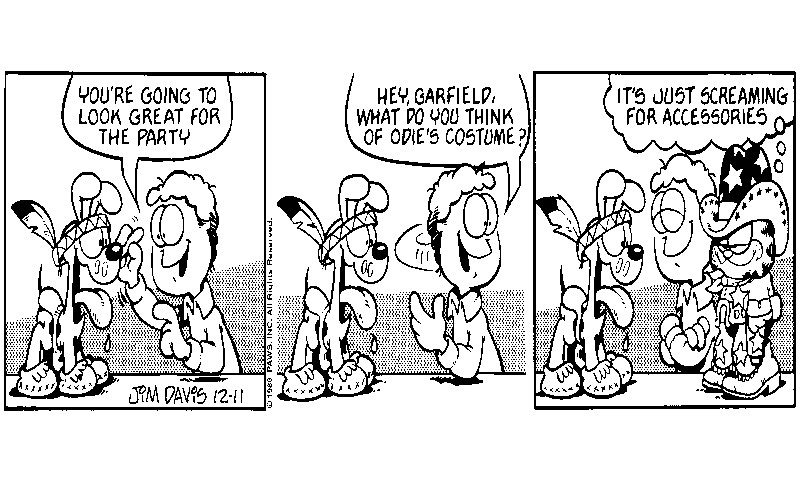 YOU'RE GOING TO
LOOK GREAT FOR
THE PARTY
JIM DAVIS 12-11
© 1989 PAWS, INC. All Rights Reserved.
HEY, GARFIELD,
WHAT DO YOU THINK
OF ODIE'S COSTUME?
IT'S JUST SCREAMING
FOR ACCESSORIES